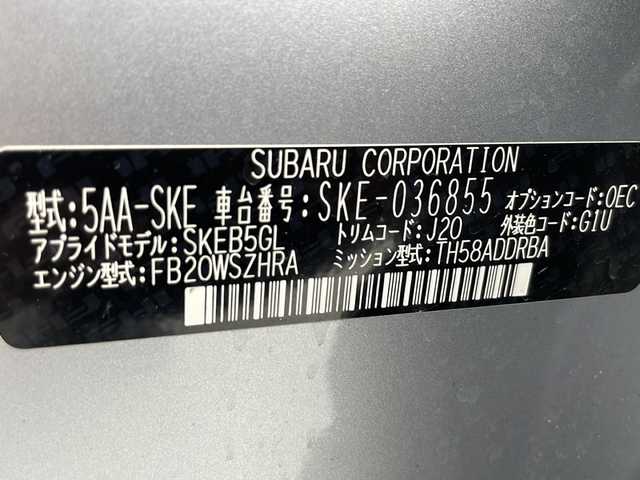 SUBARU CORPORATION
型式:5AA-SKE 車台番号:SKE-036855 オプションコード:OEC
アプライドモデル:SKEB5GL トリムコード:J20 外装色コード:G1U
エンジン型式:FB20WSZHRA ミッション型式:TH58ADDRBA